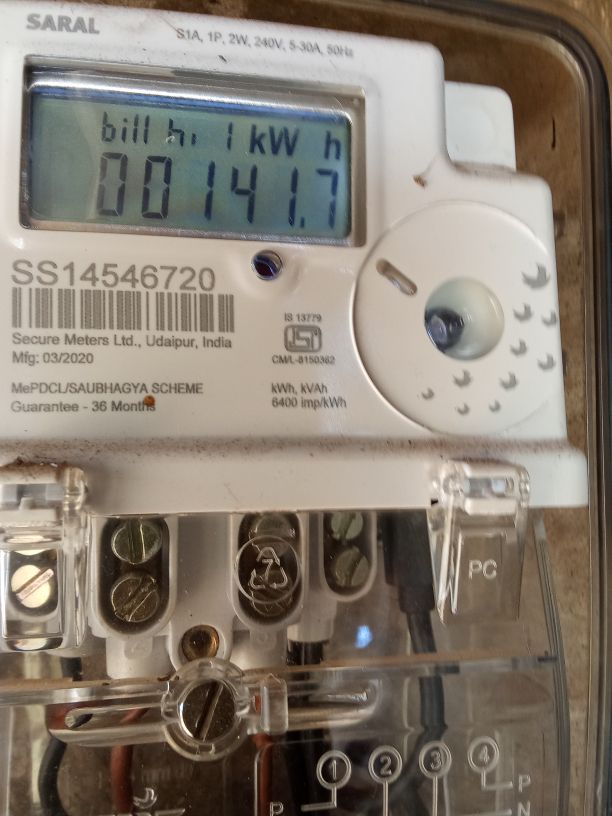 SARAL
S1A, 1P, 2W, 240V, 5-30A, 50Hz
bill hi 1 kW h
00141.7
SS14546720
Secure Meters Ltd., Udaipur, India
Mfg: 03/2020
IS 13779
ISI
CM/L-8150362
MePDCL/SAUBHAGYA SCHEME
Guarantee - 36 Months
kWh, kVAh
6400 imp/kWh
PC
7
1 2 3 4
P P
N